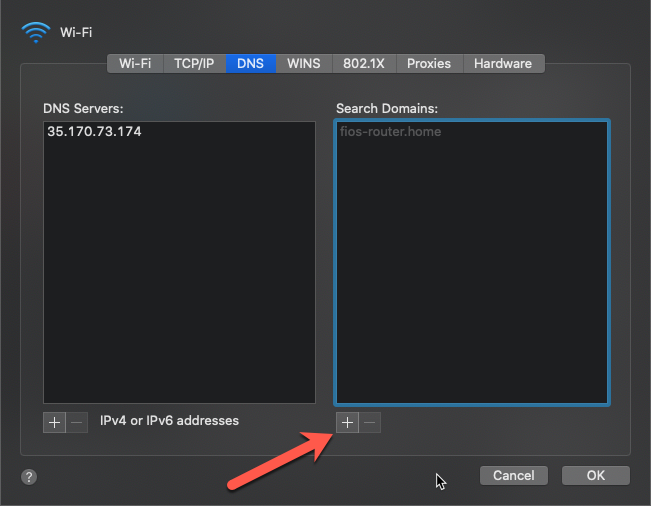 Wi-Fi
Wi-Fi TCP/IP DNS WINS 802.1X Proxies Hardware
DNS Servers: Search Domains:
35.170.73.174 fios-router.home
+ − IPv4 or IPv6 addresses + −
? Cancel OK